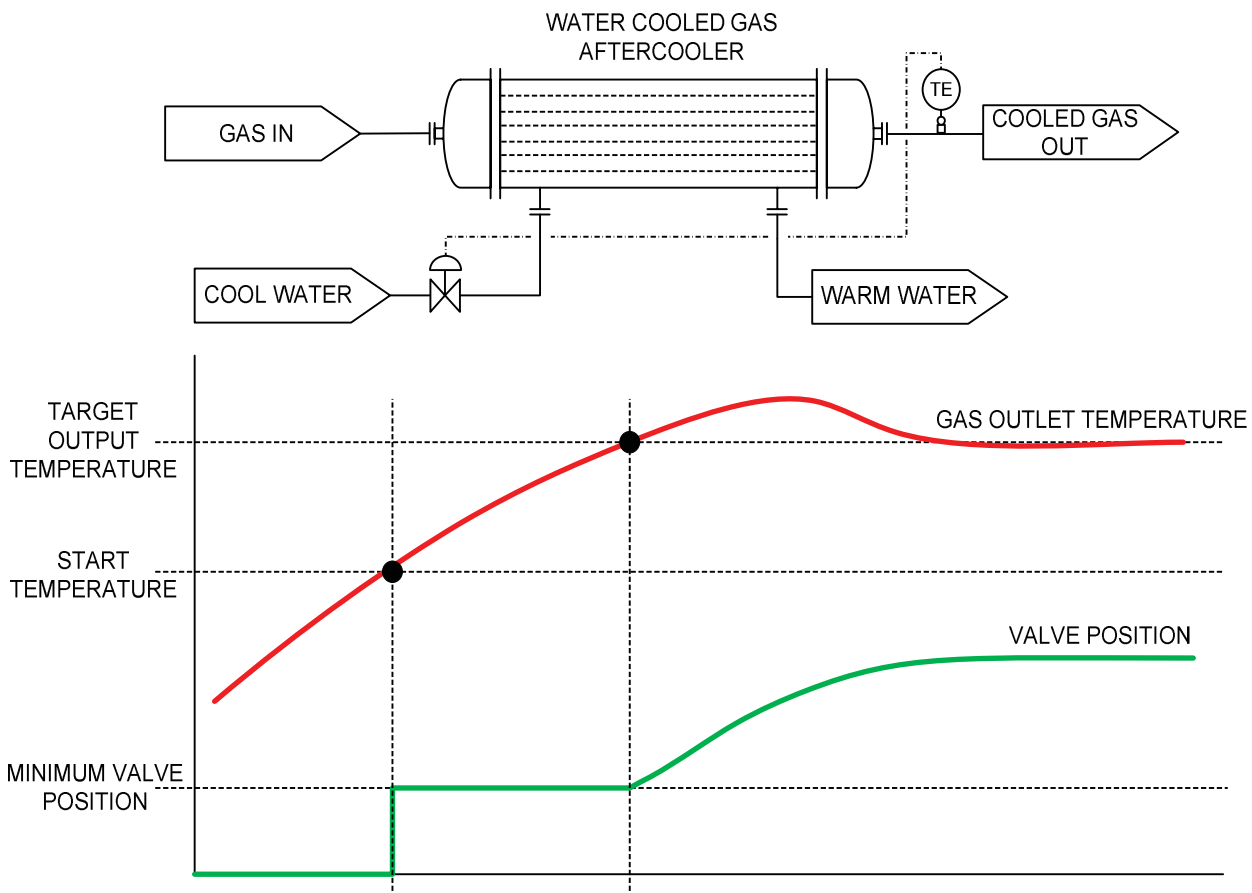 WATER COOLED GAS
AFTERCOOLER
TE
GAS IN
COOLED GAS
OUT
COOL WATER
WARM WATER
TARGET
OUTPUT
TEMPERATURE
GAS OUTLET TEMPERATURE
START
TEMPERATURE
VALVE POSITION
MINIMUM VALVE
POSITION